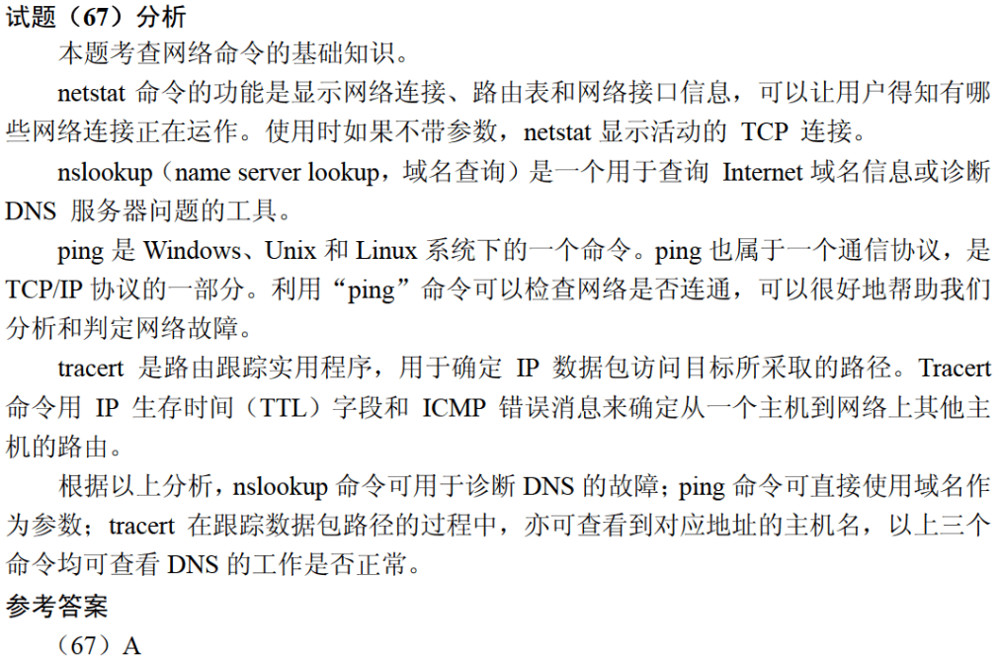 试题（67）分析
本题考查网络命令的基础知识。
netstat 命令的功能是显示网络连接、路由表和网络接口信息，可以让用户得知有哪
些网络连接正在运作。使用时如果不带参数，netstat 显示活动的 TCP 连接。
nslookup（name server lookup，域名查询）是一个用于查询 Internet 域名信息或诊断
DNS 服务器问题的工具。
ping 是 Windows、Unix 和 Linux 系统下的一个命令。ping 也属于一个通信协议，是
TCP/IP 协议的一部分。利用“ping”命令可以检查网络是否连通，可以很好地帮助我们
分析和判定网络故障。
tracert 是路由跟踪实用程序，用于确定 IP 数据包访问目标所采取的路径。Tracert
命令用 IP 生存时间（TTL）字段和 ICMP 错误消息来确定从一个主机到网络上其他主
机的路由。
根据以上分析，nslookup 命令可用于诊断 DNS 的故障；ping 命令可直接使用域名作
为参数；tracert 在跟踪数据包路径的过程中，亦可查看到对应地址的主机名，以上三个
命令均可查看 DNS 的工作是否正常。
参考答案
（67）A